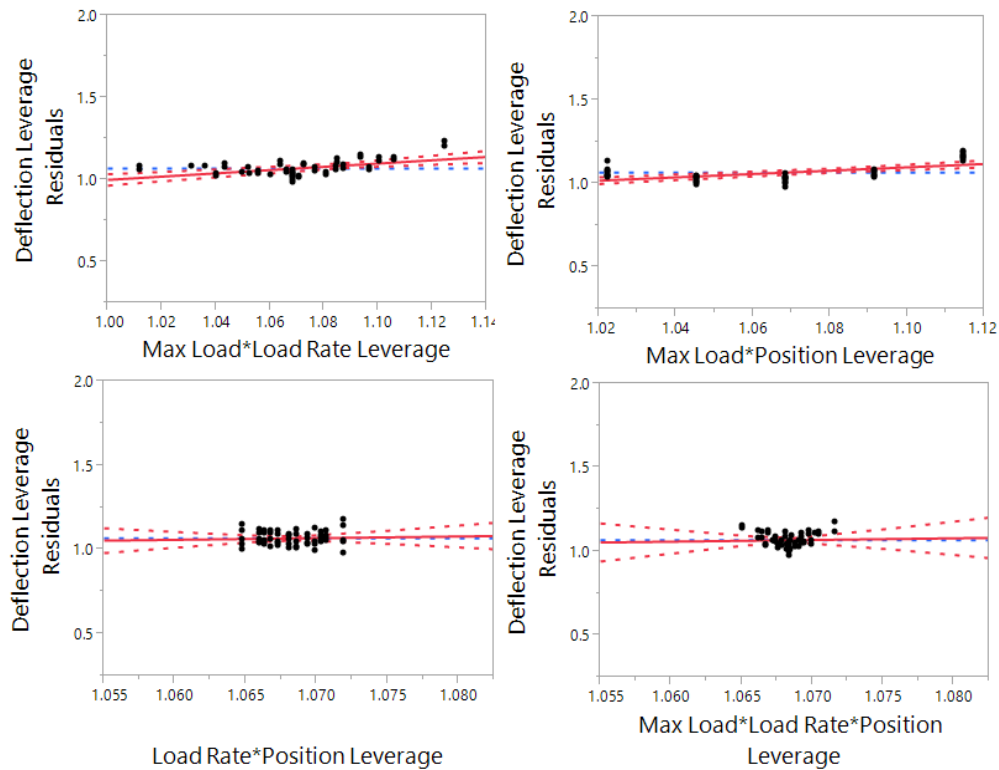 2.0
1.5
1.0
0.5
Deflection Leverage
Residuals
1.00 1.02 1.04 1.06 1.08 1.10 1.12 1.14
Max Load*Load Rate Leverage
2.0
1.5
1.0
0.5
Deflection Leverage
Residuals
1.02 1.04 1.06 1.08 1.10 1.12
Max Load*Position Leverage
2.0
1.5
1.0
0.5
Deflection Leverage
Residuals
1.055 1.060 1.065 1.070 1.075 1.080
Load Rate*Position Leverage
2.0
1.5
1.0
0.5
Deflection Leverage
Residuals
1.055 1.060 1.065 1.070 1.075 1.080
Max Load*Load Rate*Position
Leverage